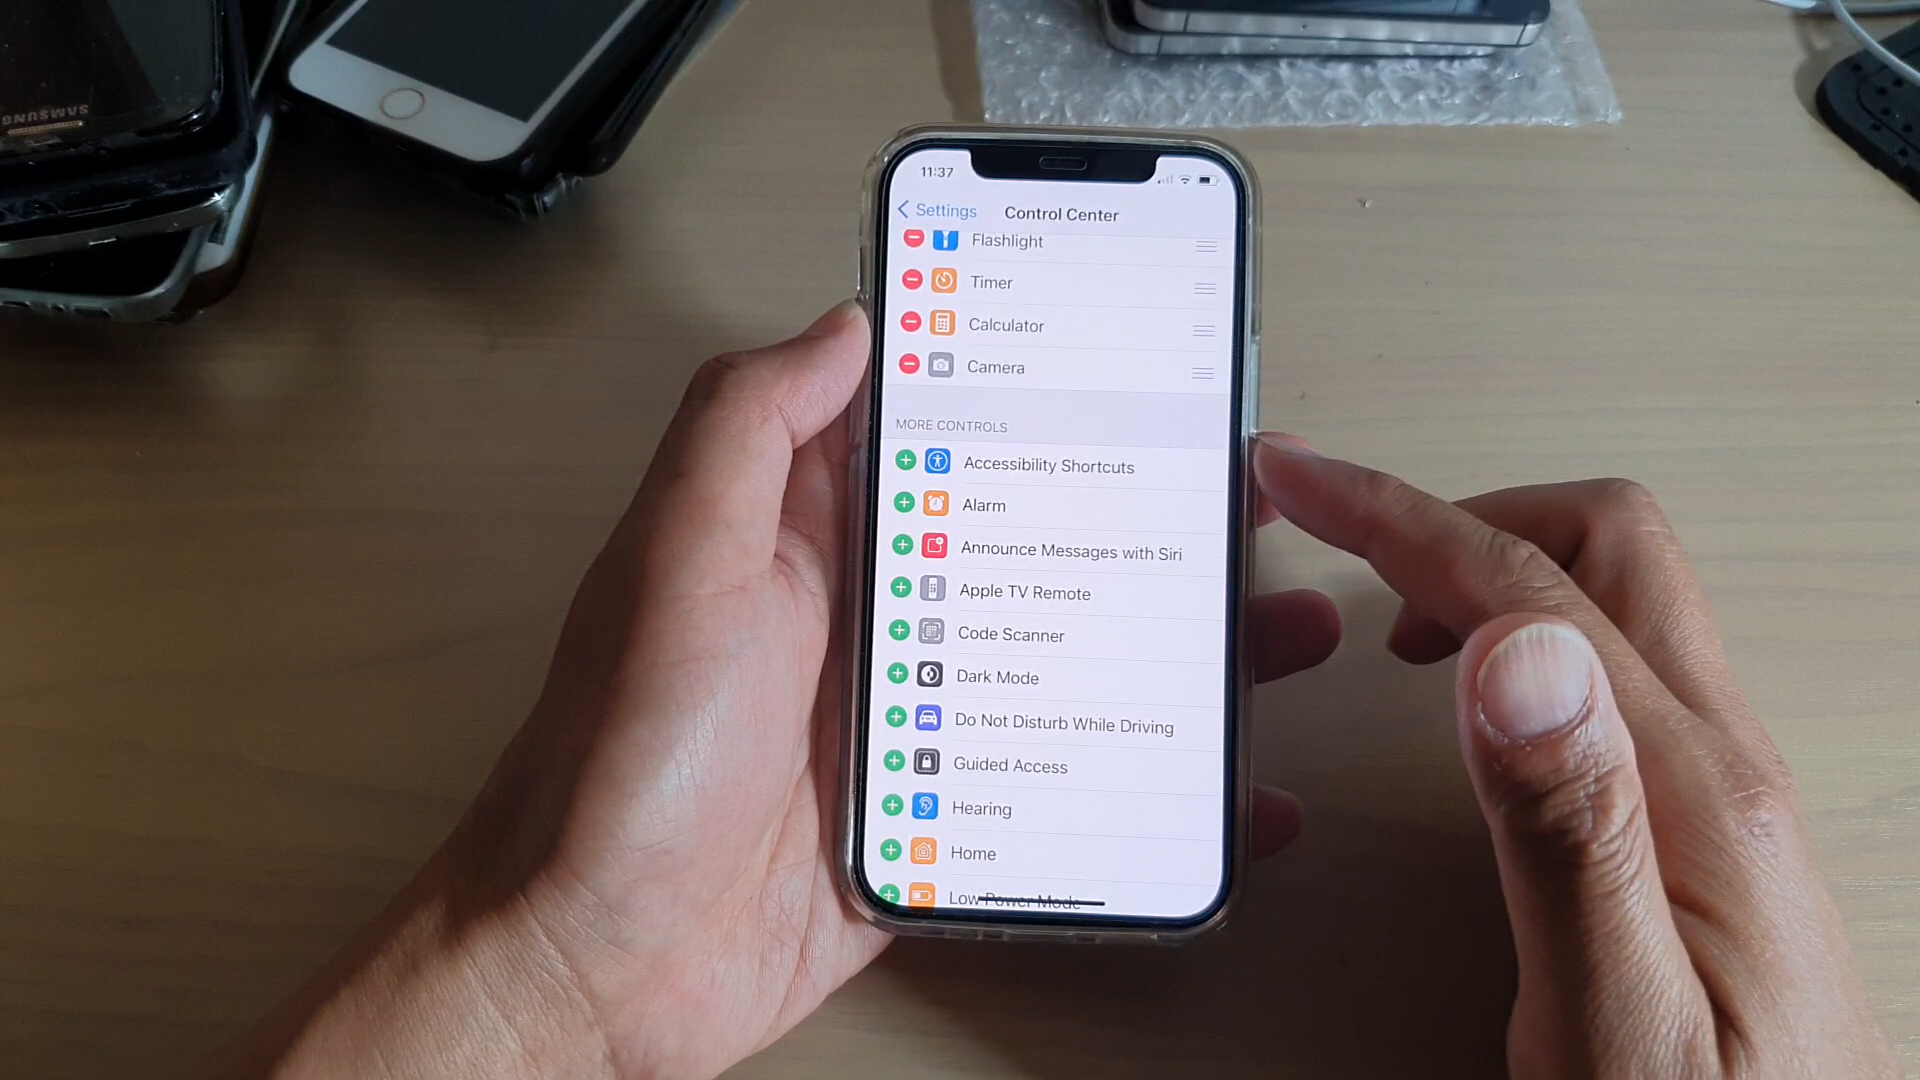 SAMSUNG
11:37
Settings
Control Center
Flashlight
Timer
Calculator
Camera
MORE CONTROLS
Accessibility Shortcuts
Alarm
Announce Messages with Siri
Apple TV Remote
Code Scanner
Dark Mode
Do Not Disturb While Driving
Guided Access
Hearing
Home
Low Power Mode